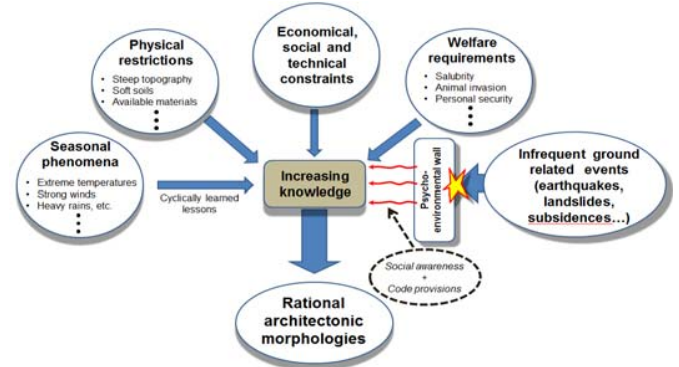 Physical
restrictions
• Steep topography
• Soft soils
• Available materials
Economical,
social and
technical
constraints
Welfare
requirements
• Salubrity
• Animal invasion
• Personal security
Seasonal
phenomena
• Extreme temperatures
• Strong winds
• Heavy rains, etc.
Cyclically learned
lessons
Increasing
knowledge
Psycho-
environmental wall
Infrequent ground
related events
(earthquakes,
landslides,
subsidences…)
Social awareness
+
Code provisions
Rational
architectonic
morphologies